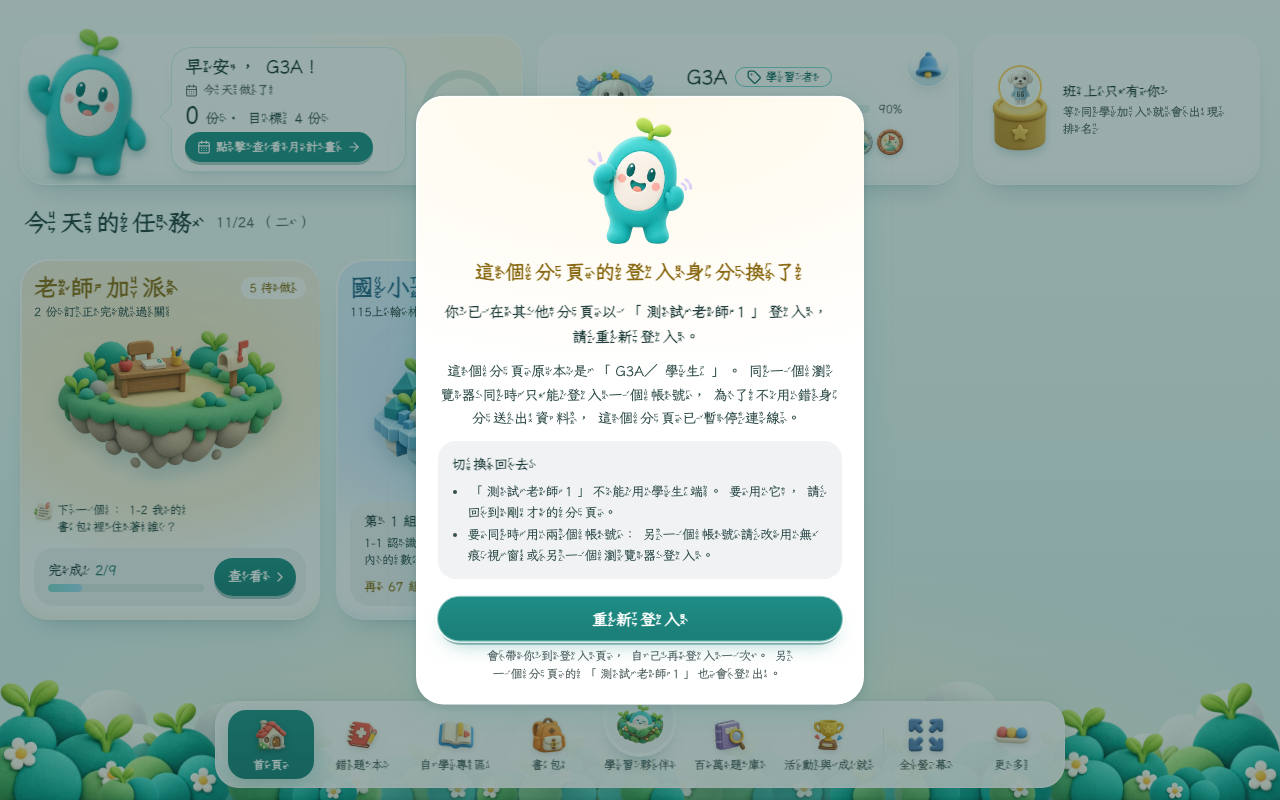 早安， G3A！
今天做了
0 份・ 目標 4 份
點擊查看月計畫 →
G3A 學習者
90%
班上只有你
等同學加入就會出現
排名
今天的任務 11/24 （二）
老師加派 5 待做
2 份訂正完就過關
下一個： 1-2 我的
書包裡住著誰？
完成 2/9
查看
國小
115上翰林
第 1 組
1-1 認識
內的數
再 67 組
這個分頁的登入身分換了
你已在其他分頁以「 測試老師1 」 登入，
請重新登入。
這個分頁原本是「 G3A／ 學生 」 。 同一個瀏
覽器同時只能登入一個帳號， 為了不用錯身
分送出資料， 這個分頁已暫停連線。
切換回去
• 「 測試老師1 」 不能用學生端。 要用它， 請
回到剛才的分頁。
• 要同時用兩個帳號： 另一個帳號請改用無
痕視窗或另一個瀏覽器登入。
重新登入
會帶你到登入頁， 自己再登入一次。 另
一個分頁的「 測試老師1 」 也會登出。
首頁 錯題本 自學專區 書包 學習夥伴 百萬題庫 活動與成就 全螢幕 更多